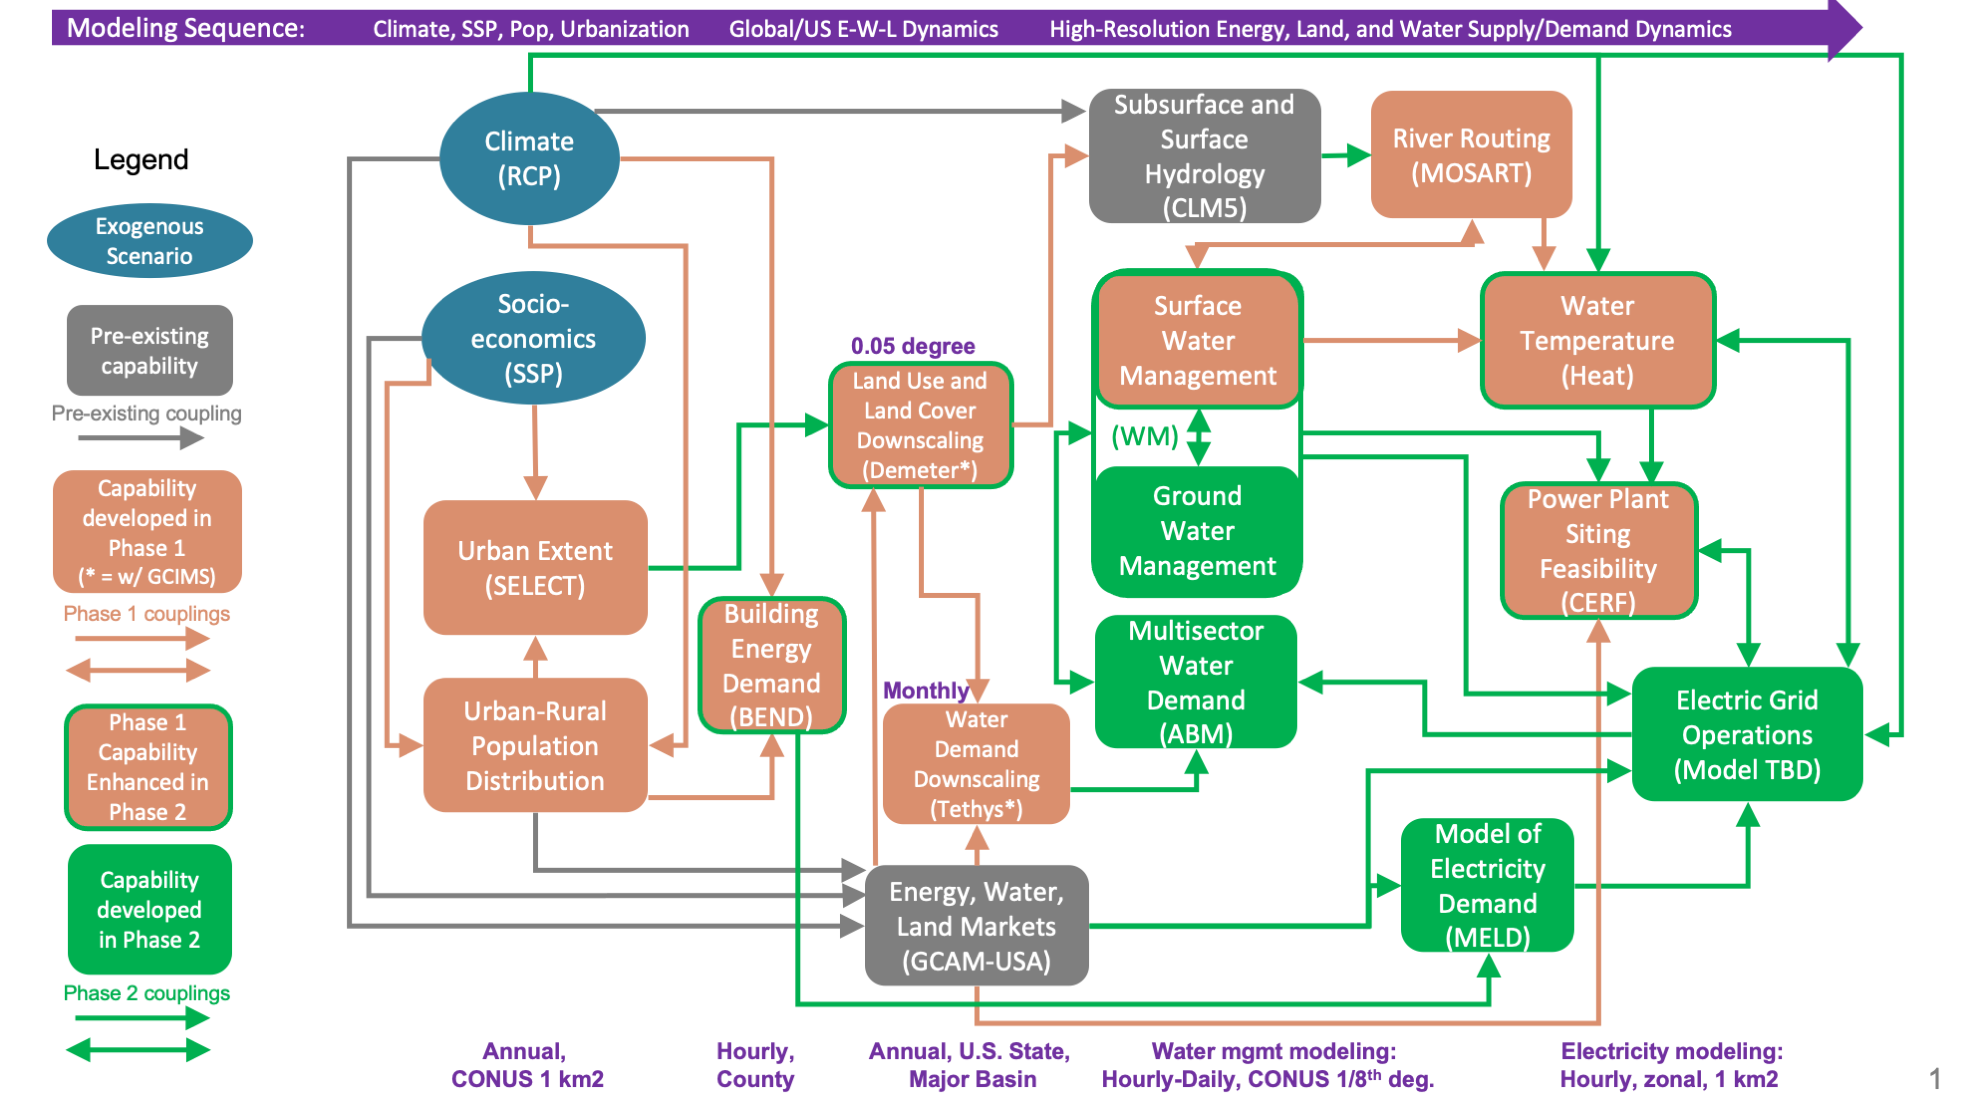 Modeling Sequence: Climate, SSP, Pop, Urbanization Global/US E-W-L Dynamics High-Resolution Energy, Land, and Water Supply/Demand Dynamics
Legend
Exogenous
Scenario
Pre-existing
capability
Pre-existing coupling
Capability
developed in
Phase 1
(* = w/ GCIMS)
Phase 1 couplings
Phase 1
Capability
Enhanced in
Phase 2
Capability
developed
in Phase 2
Phase 2 couplings
Climate
(RCP)
Socio-
economics
(SSP)
Urban Extent
(SELECT)
Urban-Rural
Population
Distribution
Building
Energy
Demand
(BEND)
0.05 degree
Land Use and
Land Cover
Downscaling
(Demeter*)
Monthly
Water
Demand
Downscaling
(Tethys*)
Energy, Water,
Land Markets
(GCAM-USA)
Subsurface and
Surface
Hydrology
(CLM5)
River Routing
(MOSART)
Surface
Water
Management
(WM)
Ground
Water
Management
Multisector
Water
Demand
(ABM)
Water
Temperature
(Heat)
Power Plant
Siting
Feasibility
(CERF)
Electric Grid
Operations
(Model TBD)
Model of
Electricity
Demand
(MELD)
Annual,
CONUS 1 km2
Hourly,
County
Annual, U.S. State,
Major Basin
Water mgmt modeling:
Hourly-Daily, CONUS 1/8th deg.
Electricity modeling:
Hourly, zonal, 1 km2
1